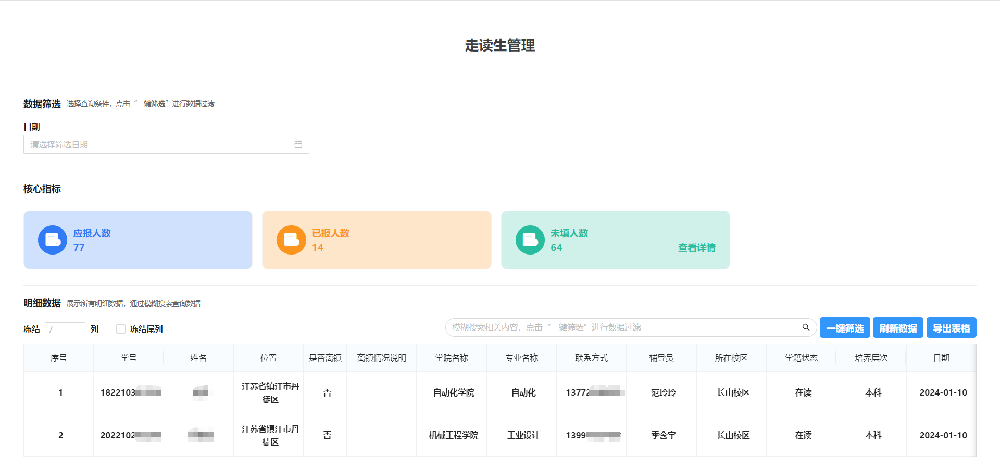 走读生管理
数据筛选 选择查询条件，点击“一键筛选”进行数据过滤
日期
请选择筛选日期
核心指标
应报人数
77
已报人数
14
未填人数
64
查看详情
明细数据 展示所有明细数据，通过模糊搜索查询数据
冻结 / 列 冻结尾列 模糊搜索相关内容，点击“一键筛选”进行数据过滤 一键筛选 刷新数据 导出表格
序号 学号 姓名 位置 是否离镇 离镇情况说明 学院名称 专业名称 联系方式 辅导员 所在校区 学籍状态 培养层次 日期
1 1822103 江苏省镇江市丹徒区 否 自动化学院 自动化 13772 范玲玲 长山校区 在读 本科 2024-01-10
2 2022102 江苏省镇江市丹徒区 否 机械工程学院 工业设计 1399 季含宇 长山校区 在读 本科 2024-01-10